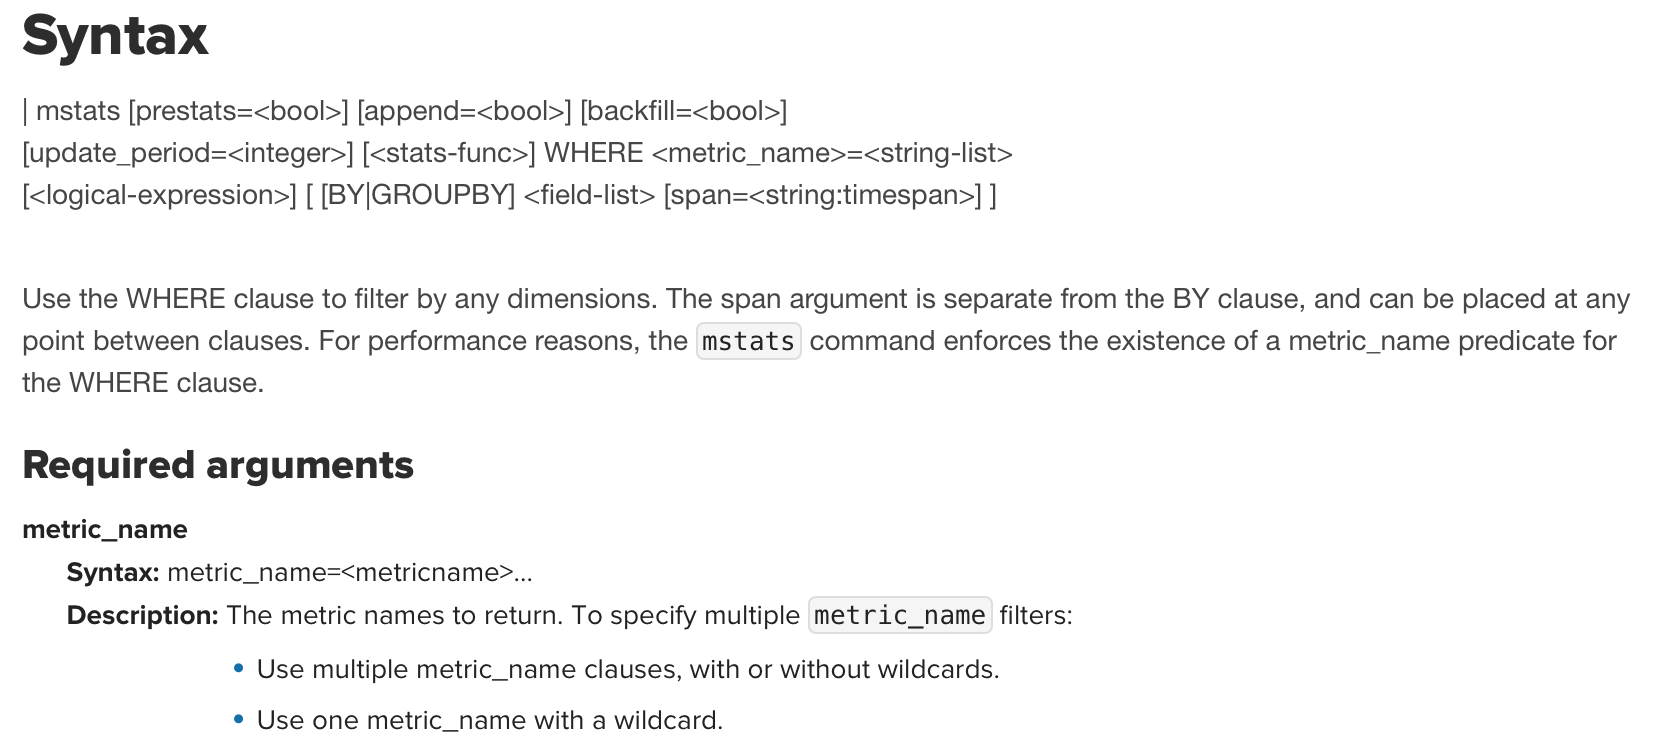 Syntax
| mstats [prestats=<bool>] [append=<bool>] [backfill=<bool>]
[update_period=<integer>] [<stats-func>] WHERE <metric_name>=<string-list>
[<logical-expression>] [ [BY|GROUPBY] <field-list> [span=<string:timespan>] ]
Use the WHERE clause to filter by any dimensions. The span argument is separate from the BY clause, and can be placed at any
point between clauses. For performance reasons, the mstats command enforces the existence of a metric_name predicate for
the WHERE clause.
Required arguments
metric_name
Syntax: metric_name=<metricname>...
Description: The metric names to return. To specify multiple metric_name filters:
• Use multiple metric_name clauses, with or without wildcards.
• Use one metric_name with a wildcard.